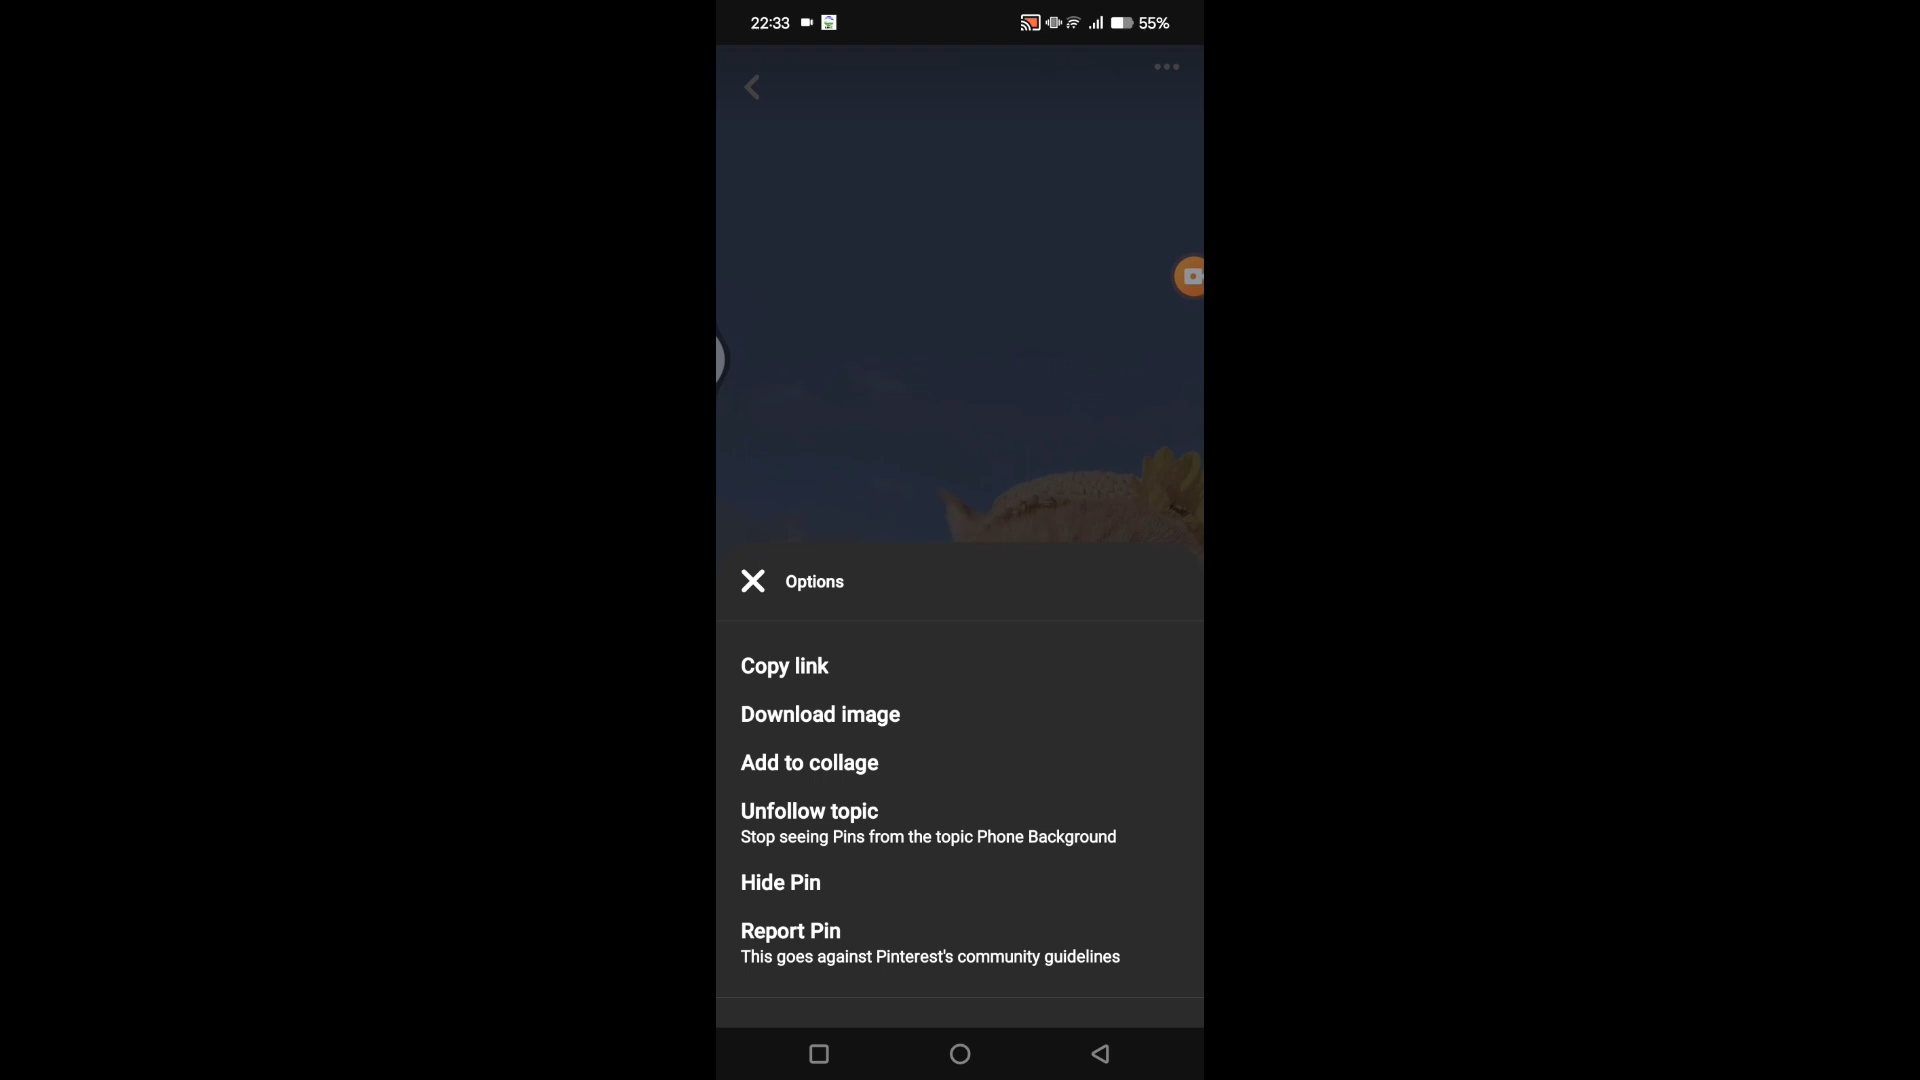 22:33
55%
Options
Copy link
Download image
Add to collage
Unfollow topic
Stop seeing Pins from the topic Phone Background
Hide Pin
Report Pin
This goes against Pinterest's community guidelines